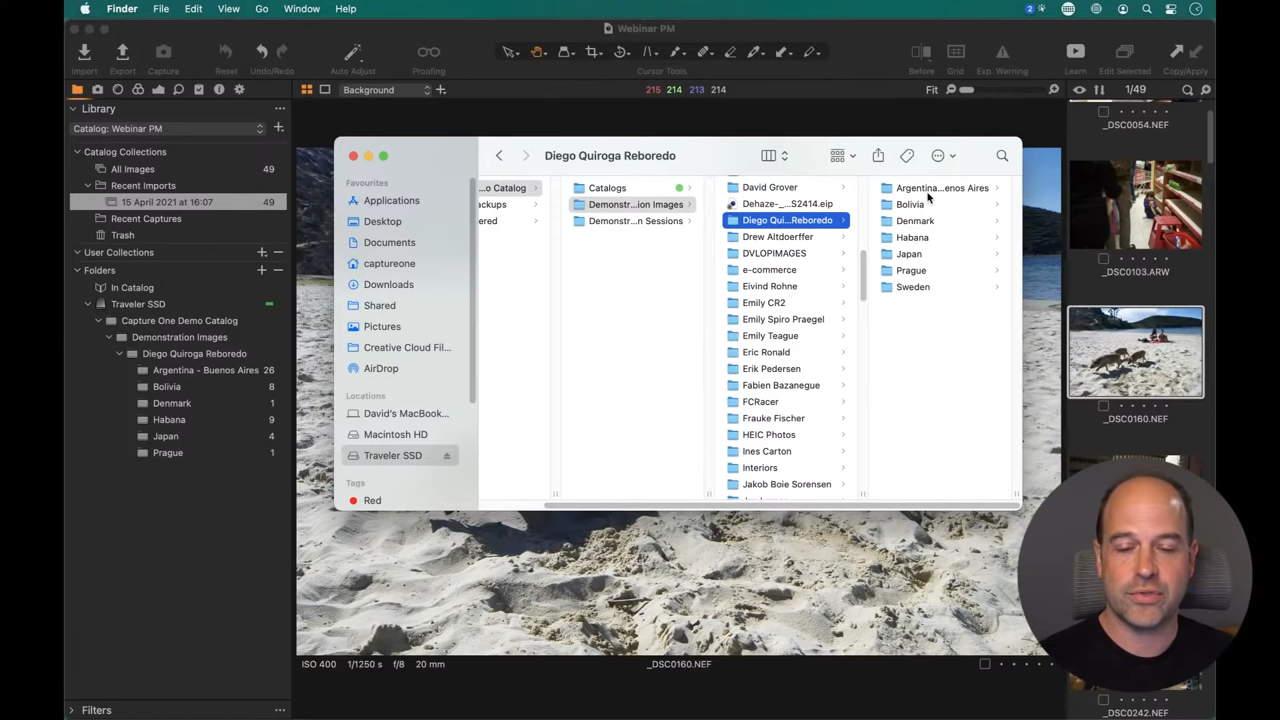 Finder File Edit View Go Window Help 2
Webinar PM
Import Export Capture Reset Undo/Redo Auto Adjust Proofing Cursor Tools Before Grid Exp. Warning Learn Edit Selected Copy/Apply
Background 215 214 213 214 Fit 1/49
Library
Catalog: Webinar PM
Catalog Collections
All Images 49
Recent Imports
15 April 2021 at 16:07 49
Recent Captures
Trash
User Collections
Folders
In Catalog
Traveler SSD
Capture One Demo Catalog
Demonstration Images
Diego Quiroga Reboredo
Argentina - Buenos Aires 26
Bolivia 8
Denmark 1
Habana 9
Japan 4
Prague 1
Filters
Diego Quiroga Reboredo
Favourites
Applications
Desktop
Documents
captureone
Downloads
Shared
Pictures
Creative Cloud Fil...
AirDrop
Locations
David's MacBook...
Macintosh HD
Traveler SSD
Tags
Red
...o Catalog
ackups
ered
Catalogs
Demonstr...ion Images
Demonstr...n Sessions
David Grover
Dehaze-_...S2414.eip
Diego Qui...Reboredo
Drew Altdoerffer
DVLOPIMAGES
e-commerce
Eivind Rohne
Emily CR2
Emily Spiro Praegel
Emily Teague
Eric Ronald
Erik Pedersen
Fabien Bazanegue
FCRacer
Frauke Fischer
HEIC Photos
Ines Carton
Interiors
Jakob Boie Sorensen
Argentina...enos Aires
Bolivia
Denmark
Habana
Japan
Prague
Sweden
_DSC0054.NEF
_DSC0103.ARW
_DSC0160.NEF
_DSC0242.NEF
ISO 400 1/1250 s f/8 20 mm _DSC0160.NEF